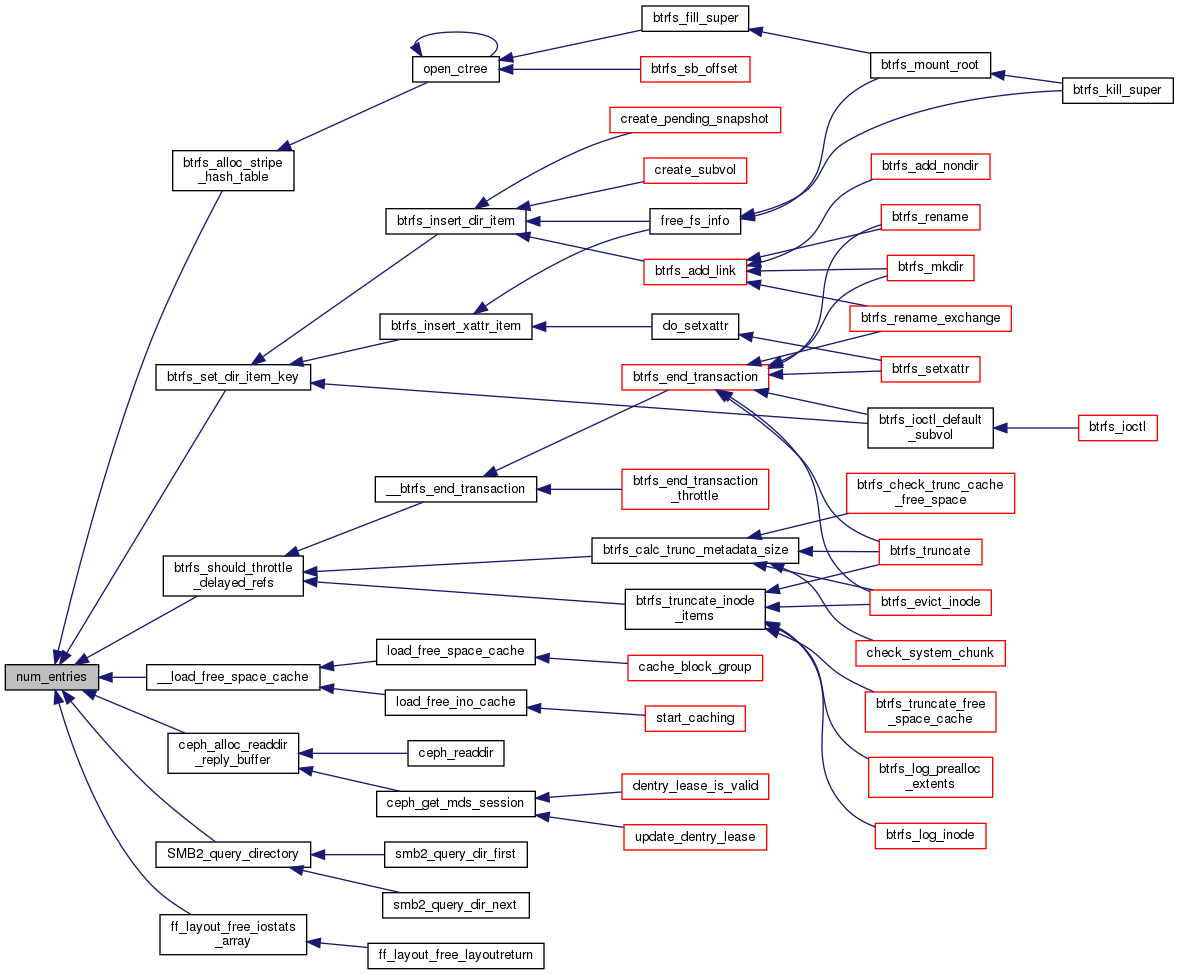 num_entries
btrfs_alloc_stripe
_hash_table
open_ctree
btrfs_fill_super
btrfs_mount_root
btrfs_kill_super
btrfs_sb_offset
btrfs_set_dir_item_key
btrfs_insert_dir_item
create_pending_snapshot
create_subvol
free_fs_info
btrfs_add_link
btrfs_add_nondir
btrfs_rename
btrfs_mkdir
btrfs_rename_exchange
btrfs_insert_xattr_item
do_setxattr
btrfs_setxattr
btrfs_ioctl_default
_subvol
btrfs_ioctl
btrfs_should_throttle
_delayed_refs
__btrfs_end_transaction
btrfs_end_transaction
btrfs_end_transaction
_throttle
btrfs_calc_trunc_metadata_size
btrfs_check_trunc_cache
_free_space
btrfs_truncate
btrfs_evict_inode
check_system_chunk
btrfs_truncate_inode
_items
btrfs_truncate_free
_space_cache
btrfs_log_prealloc
_extents
btrfs_log_inode
__load_free_space_cache
load_free_space_cache
cache_block_group
load_free_ino_cache
start_caching
ceph_alloc_readdir
_reply_buffer
ceph_readdir
ceph_get_mds_session
dentry_lease_is_valid
update_dentry_lease
SMB2_query_directory
smb2_query_dir_first
smb2_query_dir_next
ff_layout_free_iostats
_array
ff_layout_free_layoutreturn